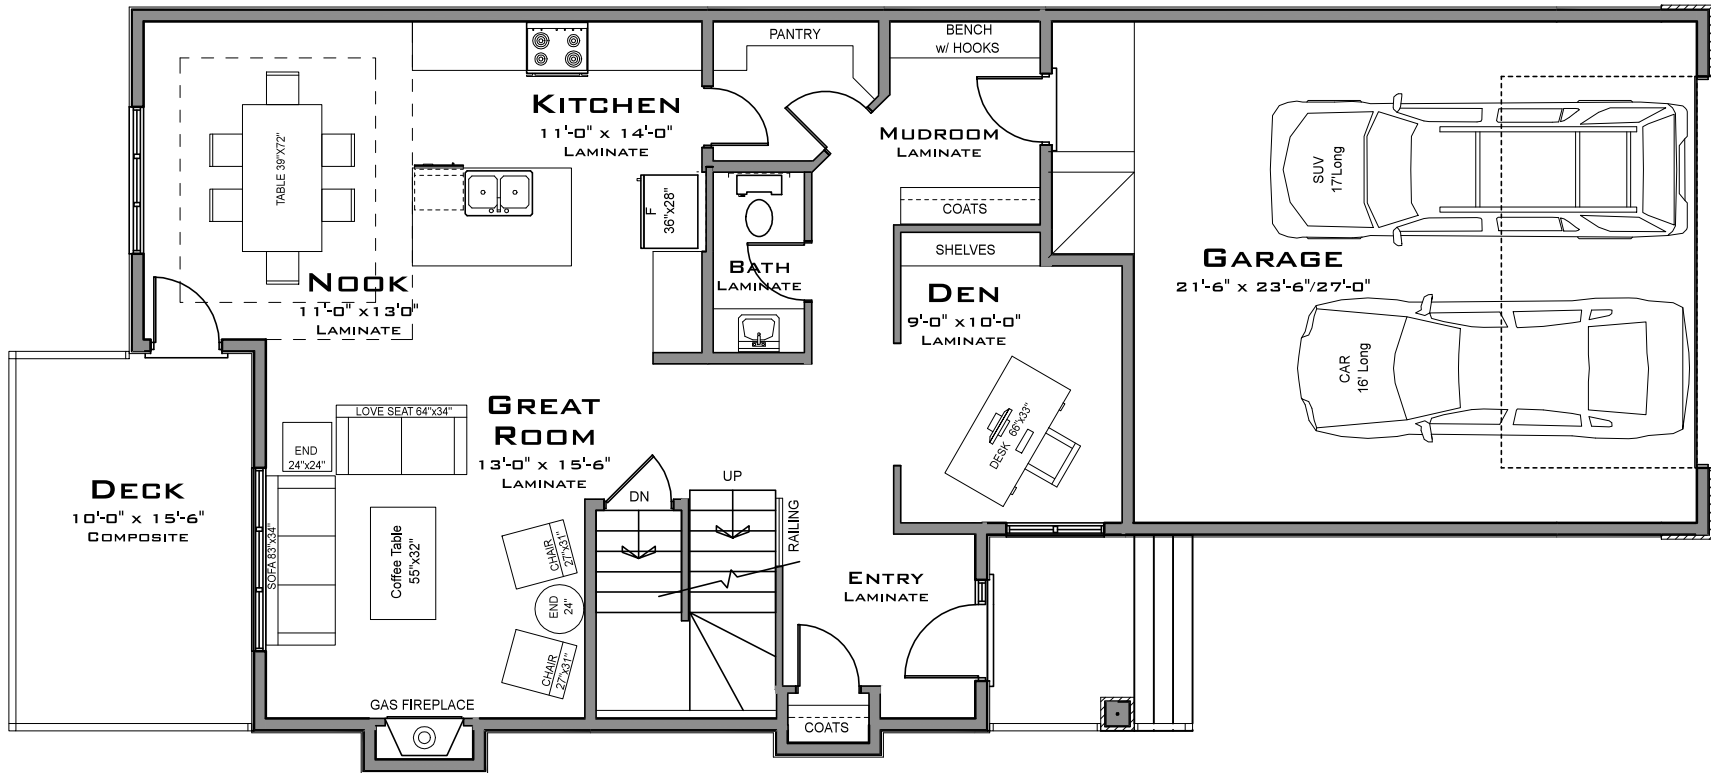 PANTRY
BENCH
w/ HOOKS
KITCHEN
11'-0" x 14'-0"
LAMINATE
MUDROOM
LAMINATE
TABLE 39"X72"
F
36"x28"
COATS
SUV
17'Long
NOOK
11'-0" x13'0"
LAMINATE
BATH
LAMINATE
SHELVES
DEN
9'-0" x10'-0"
LAMINATE
GARAGE
21'-6" x 23'-6"/27'-0"
CAR
16' Long
LOVE SEAT 64"x34"
END
24"x24"
GREAT
ROOM
13'-0" x 15'-6"
LAMINATE
DESK 66"x33"
DECK
10'-0" x 15'-6"
COMPOSITE
SOFA 83"x34"
Coffee Table
55"x32"
CHAIR
27"x31"
END
24"
CHAIR
27"x31"
DN
UP
RAILING
ENTRY
LAMINATE
GAS FIREPLACE
COATS